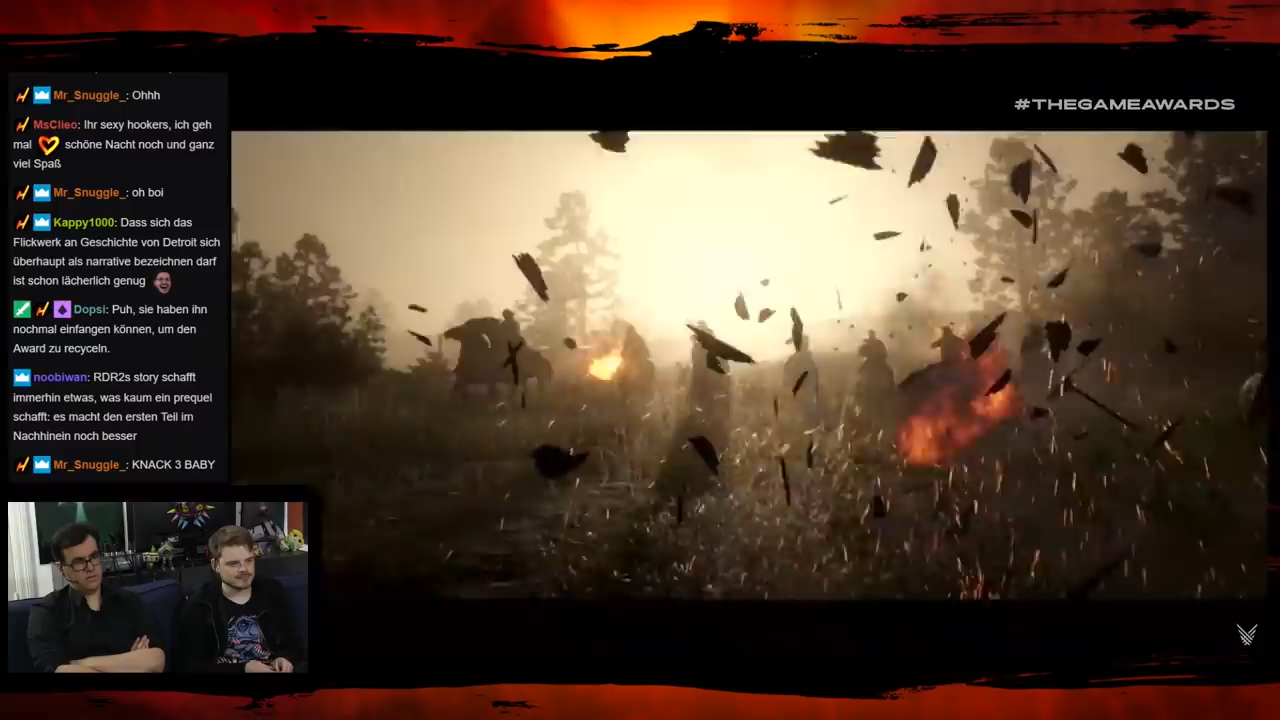 #THEGAMEAWARDS
Mr_Snuggle_: Ohhh
MsClieo: Ihr sexy hookers, ich geh
mal schöne Nacht noch und ganz
viel Spaß
Mr_Snuggle_: oh boi
Kappy1000: Dass sich das
Flickwerk an Geschichte von Detroit sich
überhaupt als narrative bezeichnen darf
ist schon lächerlich genug
Dopsi: Puh, sie haben ihn
nochmal einfangen können, um den
Award zu recyceln.
noobiwan: RDR2s story schafft
immerhin etwas, was kaum ein prequel
schafft: es macht den ersten Teil im
Nachhinein noch besser
Mr_Snuggle_: KNACK 3 BABY